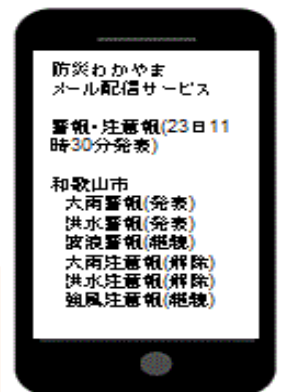 防災わかやま
メール配信サービス
警報・注意報(23日11
時30分発表)
和歌山市
大雨警報(発表)
洪水警報(発表)
波浪警報(継続)
大雨注意報(解除)
洪水注意報(解除)
強風注意報(継続)